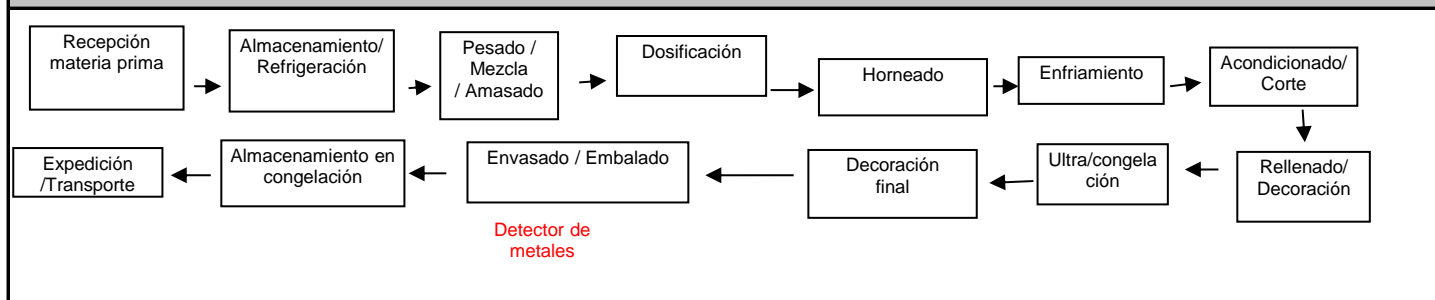 Recepción
materia prima
Almacenamiento/
Refrigeración
Pesado /
Mezcla
/ Amasado
Dosificación
Horneado
Enfriamiento
Acondicionado/
Corte
Rellenado/
Decoración
Ultra/congela
ción
Decoración
final
Envasado / Embalado
Detector de
metales
Almacenamiento en
congelación
Expedición
/Transporte